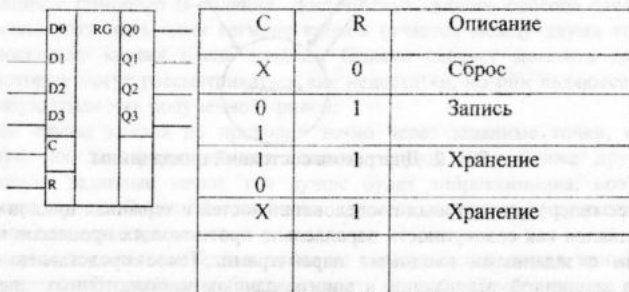 D0 RG Q0
D1 Q1
D2 Q2
D3 Q3
C
R
C R Описание
X 0 Сброс
0 1 Запись
1 Хранение
0
X 1 Хранение